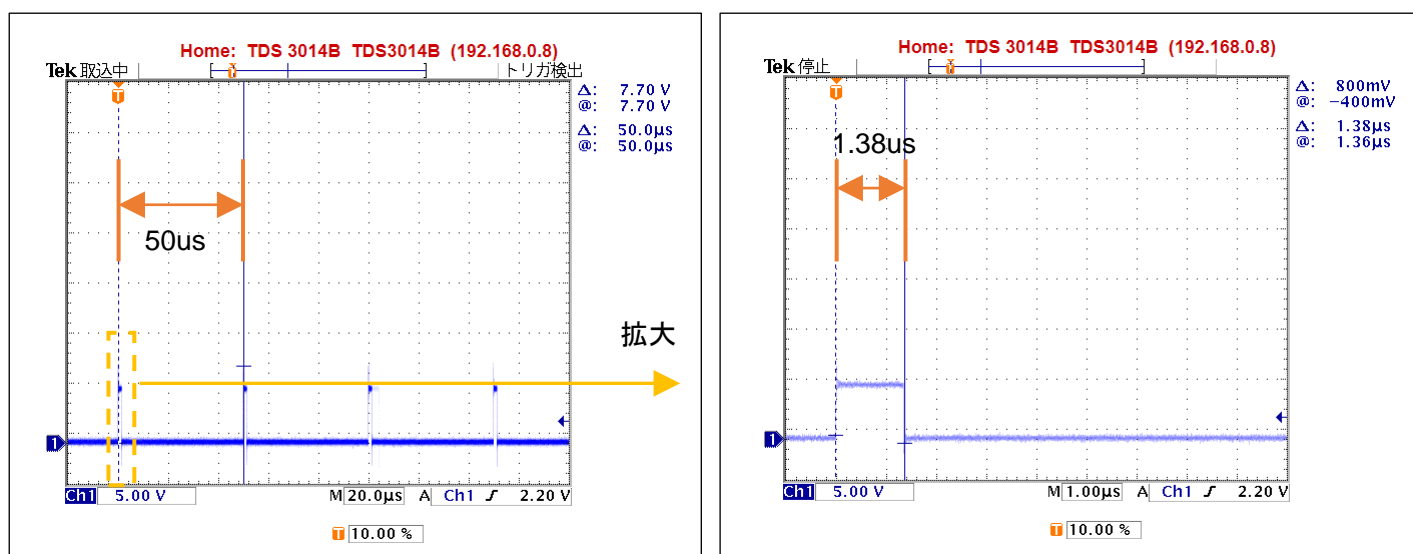 Home: TDS 3014B TDS3014B (192.168.0.8)
Tek 取込中
トリガ検出
T
T
Δ: 7.70 V
@: 7.70 V
Δ: 50.0µs
@: 50.0µs
50us
1
Ch1 5.00 V M 20.0µs A Ch1 2.20 V
T 10.00 %
拡大
Home: TDS 3014B TDS3014B (192.168.0.8)
Tek 停止
T
T
Δ: 800mV
@: -400mV
Δ: 1.38µs
@: 1.36µs
1.38us
1
Ch1 5.00 V M 1.00µs A Ch1 2.20 V
T 10.00 %